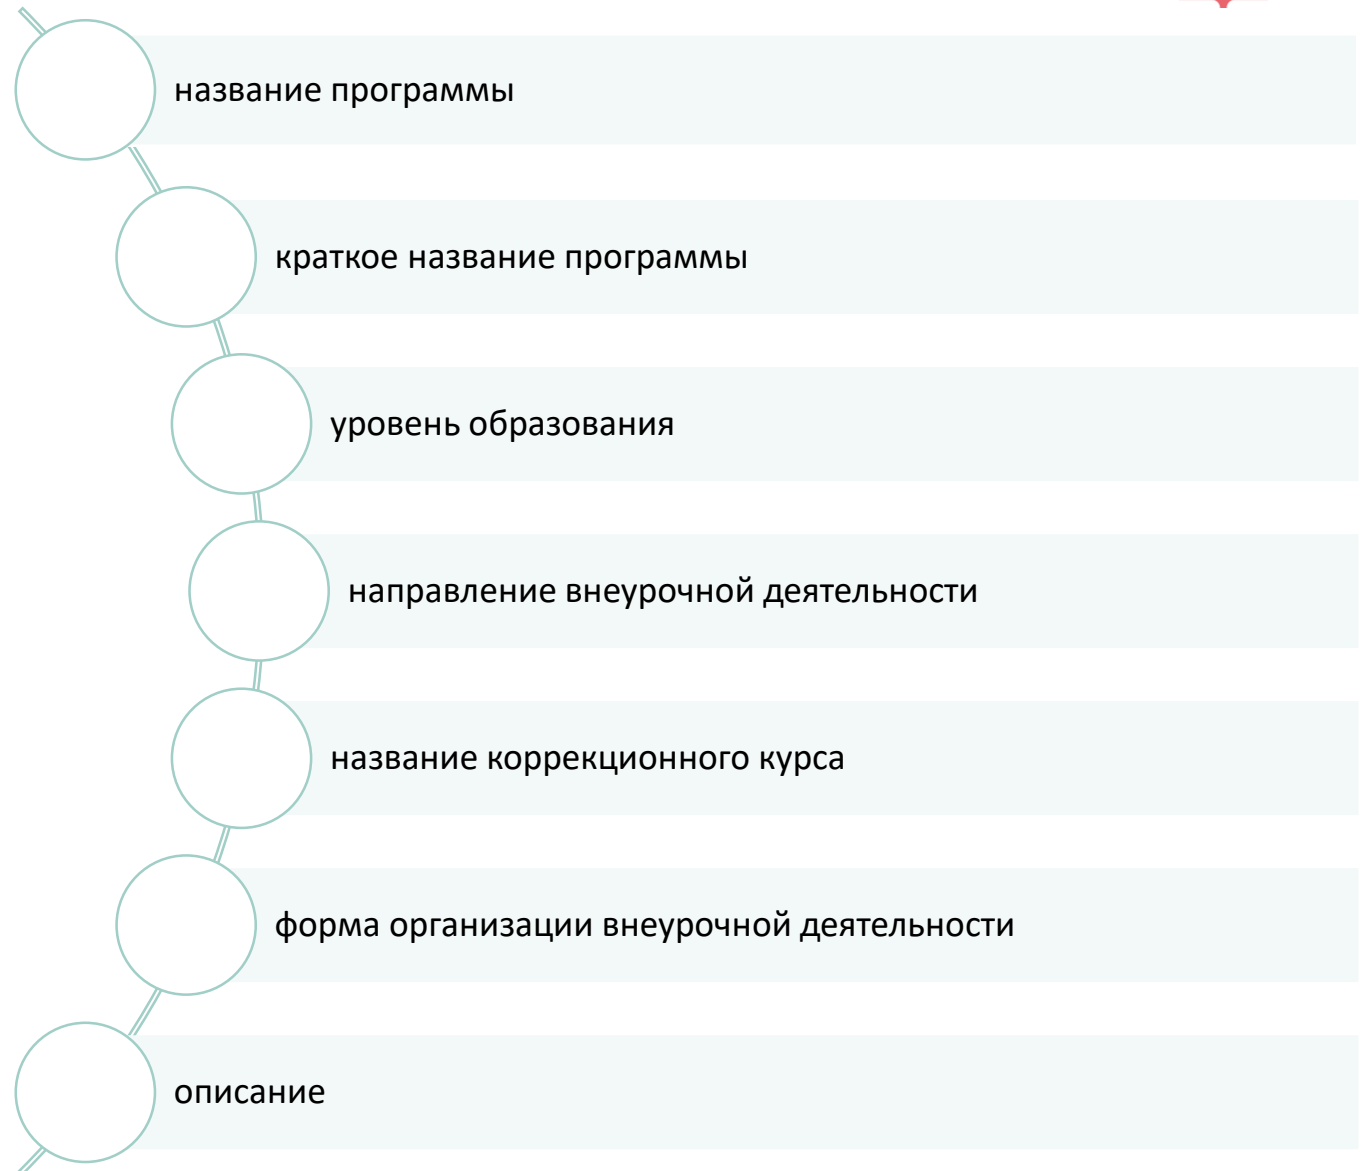 название программы
краткое название программы
уровень образования
направление внеурочной деятельности
название коррекционного курса
форма организации внеурочной деятельности
описание